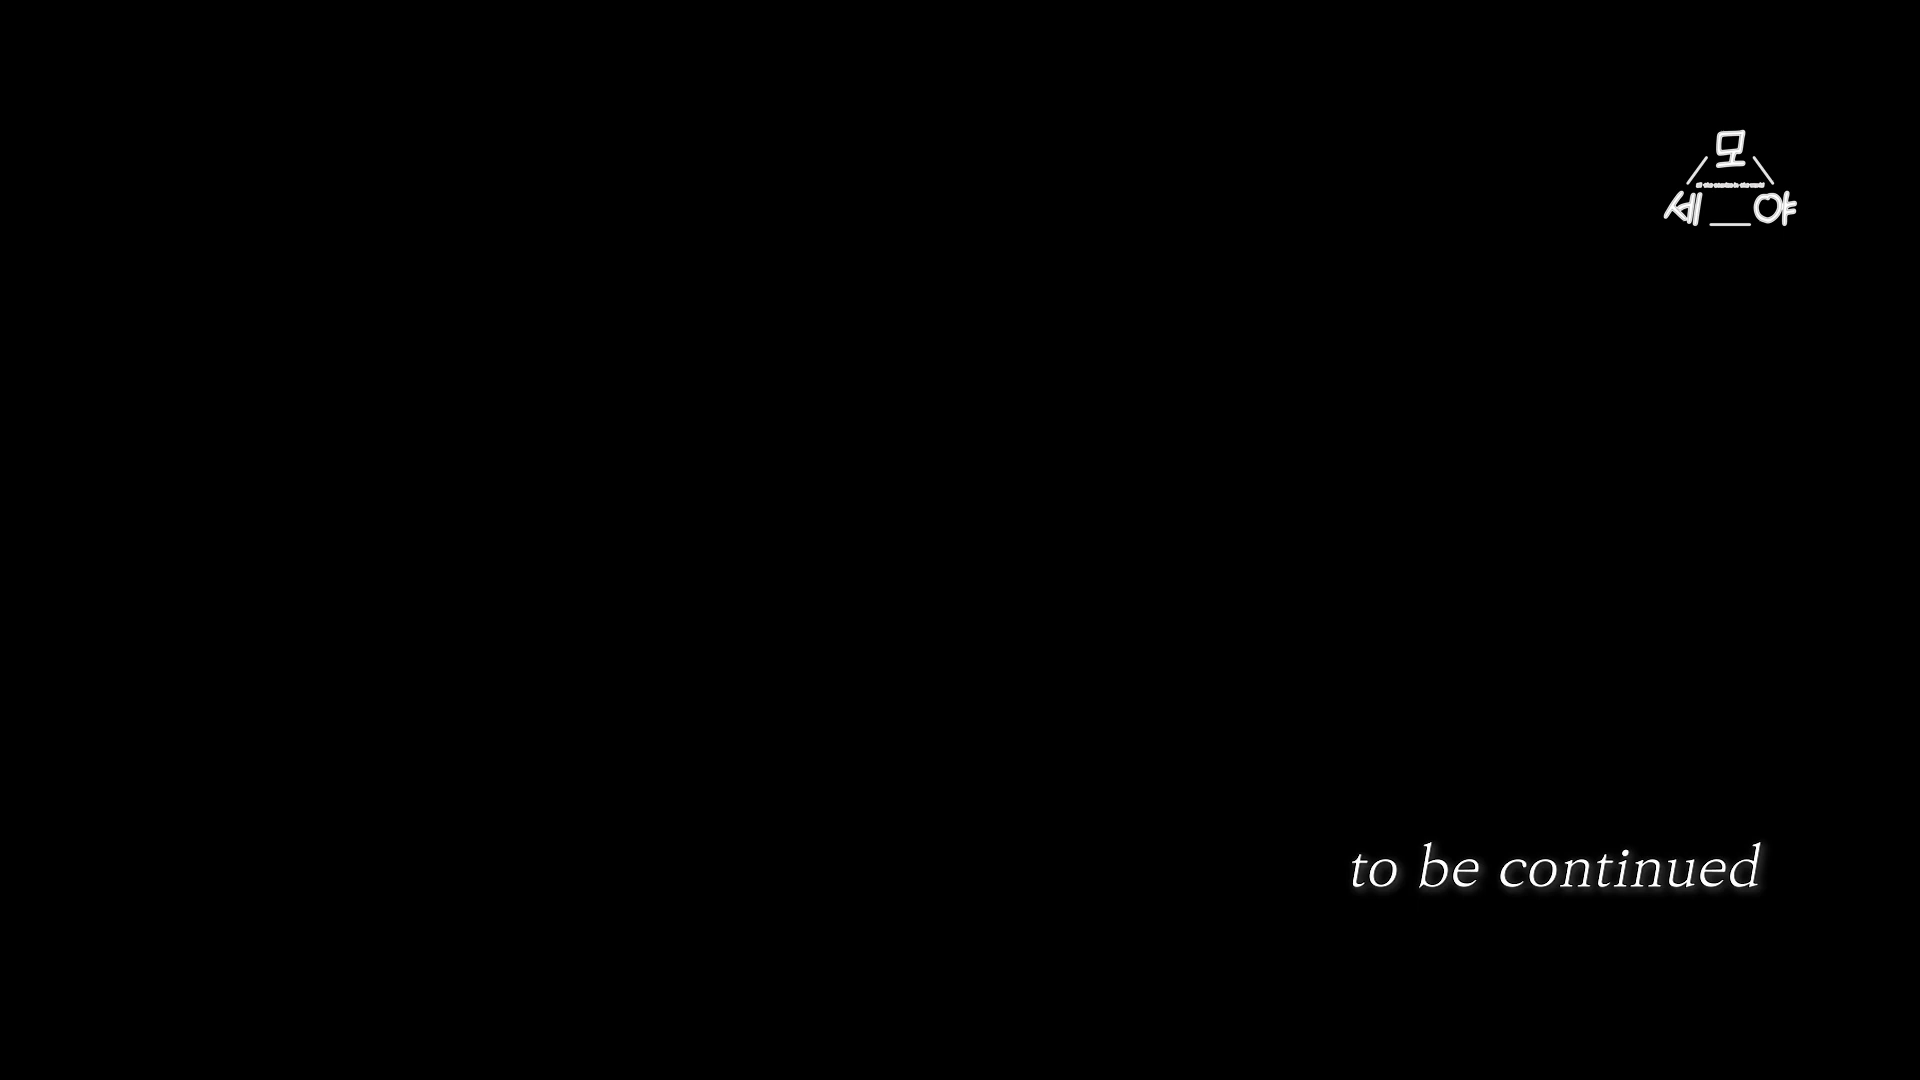 모
세 야
to be continued